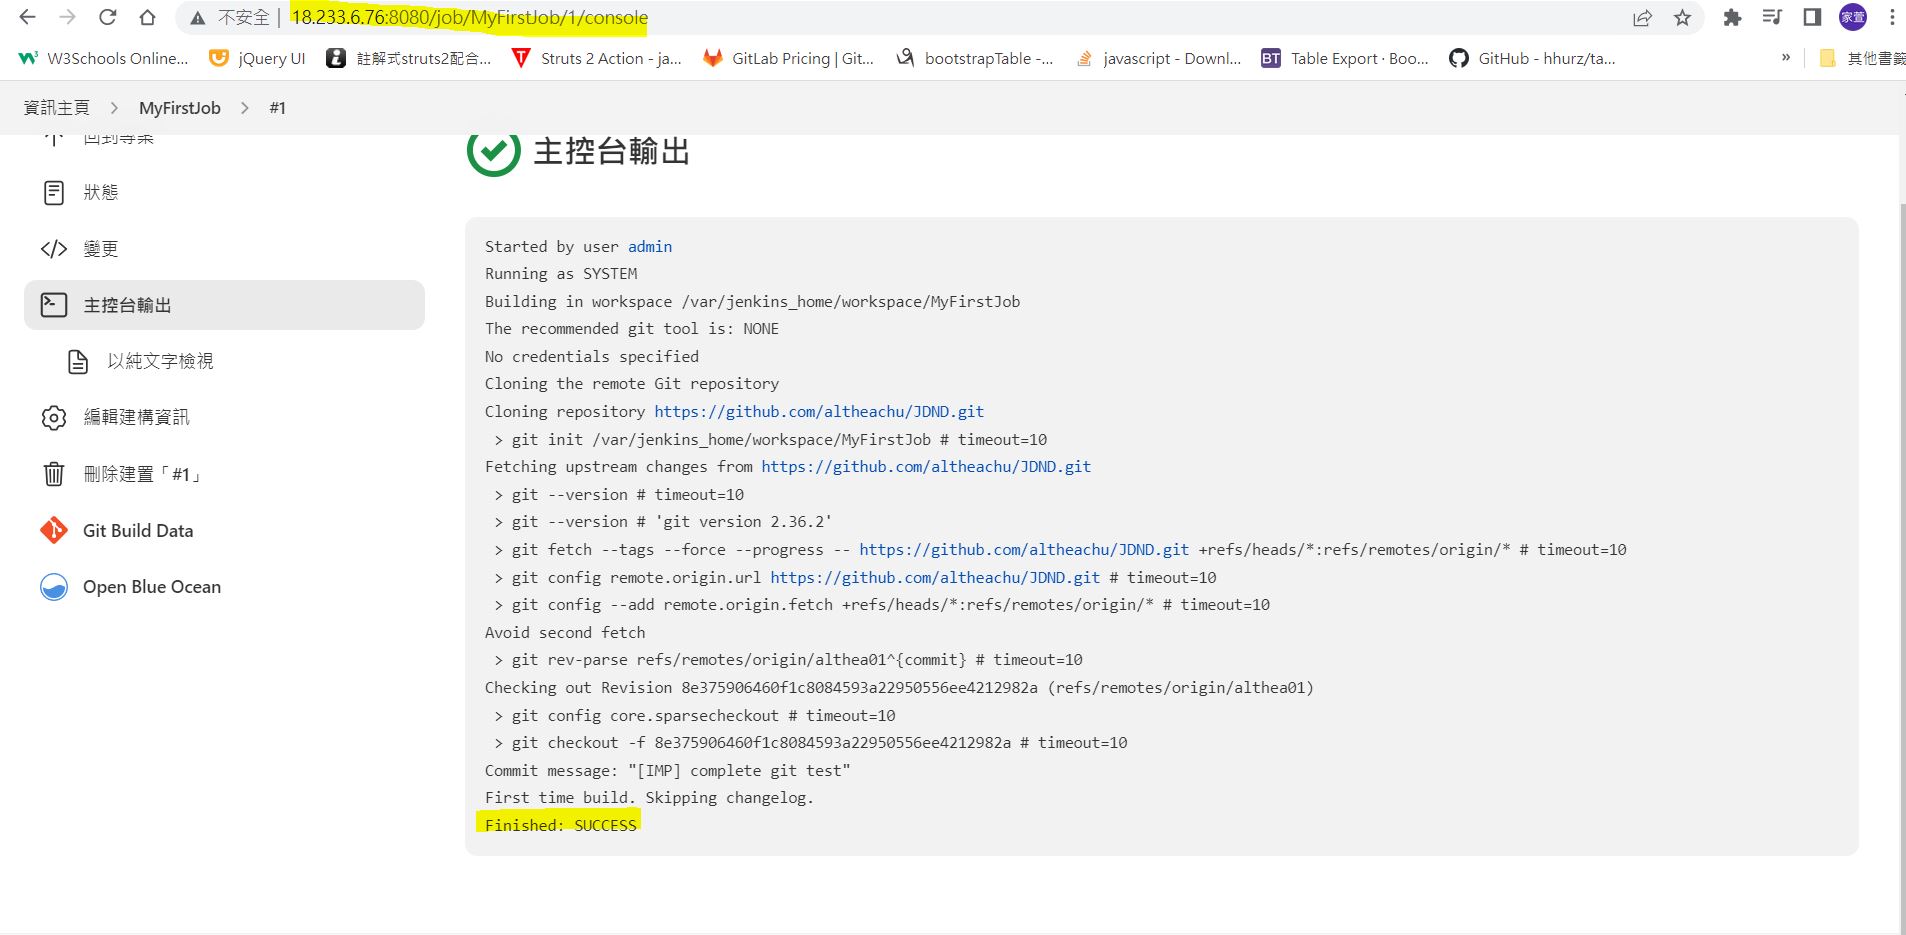 不安全 | 18.233.6.76:8080/job/MyFirstJob/1/console
家萱
W3Schools Online... jQuery UI 註解式struts2配合... Struts 2 Action - ja... GitLab Pricing | Git... bootstrapTable -... javascript - Downl... BT Table Export · Boo... GitHub - hhurz/ta... » 其他書籤
資訊主頁 > MyFirstJob > #1
回到專案
狀態
變更
主控台輸出
以純文字檢視
編輯建構資訊
刪除建置「#1」
Git Build Data
Open Blue Ocean
主控台輸出
Started by user admin
Running as SYSTEM
Building in workspace /var/jenkins_home/workspace/MyFirstJob
The recommended git tool is: NONE
No credentials specified
Cloning the remote Git repository
Cloning repository https://github.com/altheachu/JDND.git
 > git init /var/jenkins_home/workspace/MyFirstJob # timeout=10
Fetching upstream changes from https://github.com/altheachu/JDND.git
 > git --version # timeout=10
 > git --version # 'git version 2.36.2'
 > git fetch --tags --force --progress -- https://github.com/altheachu/JDND.git +refs/heads/*:refs/remotes/origin/* # timeout=10
 > git config remote.origin.url https://github.com/altheachu/JDND.git # timeout=10
 > git config --add remote.origin.fetch +refs/heads/*:refs/remotes/origin/* # timeout=10
Avoid second fetch
 > git rev-parse refs/remotes/origin/althea01^{commit} # timeout=10
Checking out Revision 8e375906460f1c8084593a22950556ee4212982a (refs/remotes/origin/althea01)
 > git config core.sparsecheckout # timeout=10
 > git checkout -f 8e375906460f1c8084593a22950556ee4212982a # timeout=10
Commit message: "[IMP] complete git test"
First time build. Skipping changelog.
Finished: SUCCESS